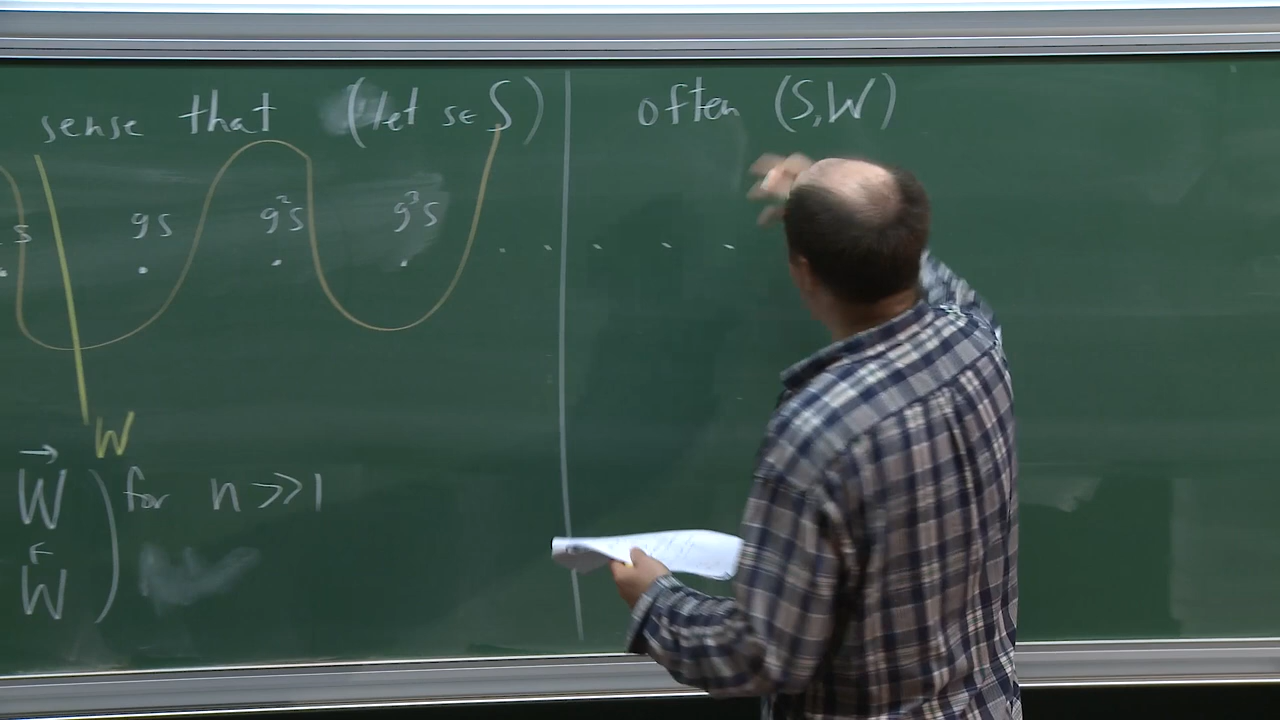 sense that (let s∈S)
s gs g²s g³s . . . . .
W
→
W
←
W ) for n >> 1
often (S,W)